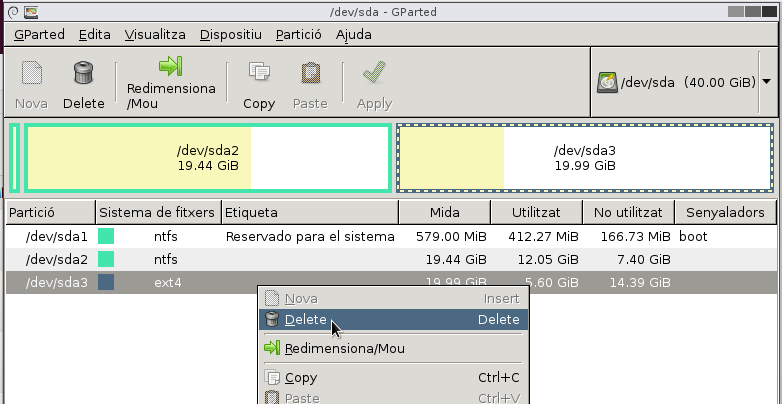 /dev/sda - GParted
GParted Edita Visualitza Dispositiu Partició Ajuda
Nova Delete Redimensiona/Mou Copy Paste Apply /dev/sda (40.00 GiB)
/dev/sda2
19.44 GiB
/dev/sda3
19.99 GiB
Partició Sistema de fitxers Etiqueta Mida Utilitzat No utilitzat Senyaladors
/dev/sda1 ntfs Reservado para el sistema 579.00 MiB 412.27 MiB 166.73 MiB boot
/dev/sda2 ntfs 19.44 GiB 12.05 GiB 7.40 GiB
/dev/sda3 ext4 19.99 GiB 5.60 GiB 14.39 GiB
Nova Insert
Delete Delete
Redimensiona/Mou
Copy Ctrl+C
Paste Ctrl+V